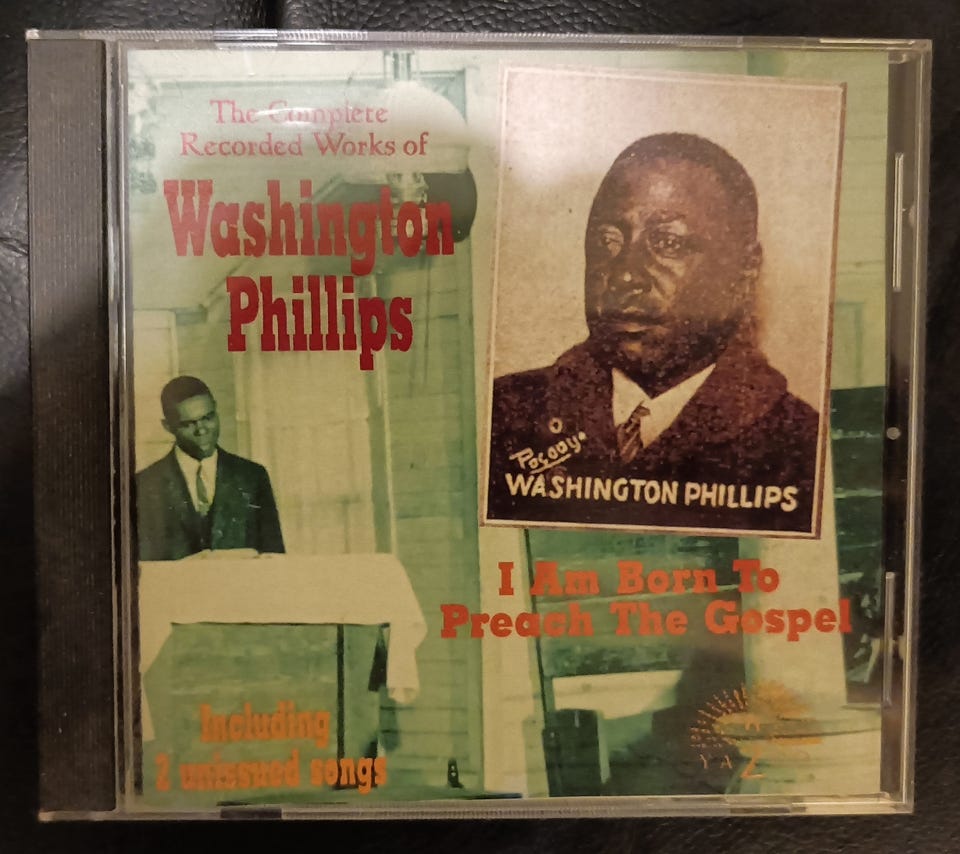 The Complete
Recorded Works of
Washington
Phillips
WASHINGTON PHILLIPS
I Am Born To
Preach The Gospel
Including
2 unissued songs
YAZ